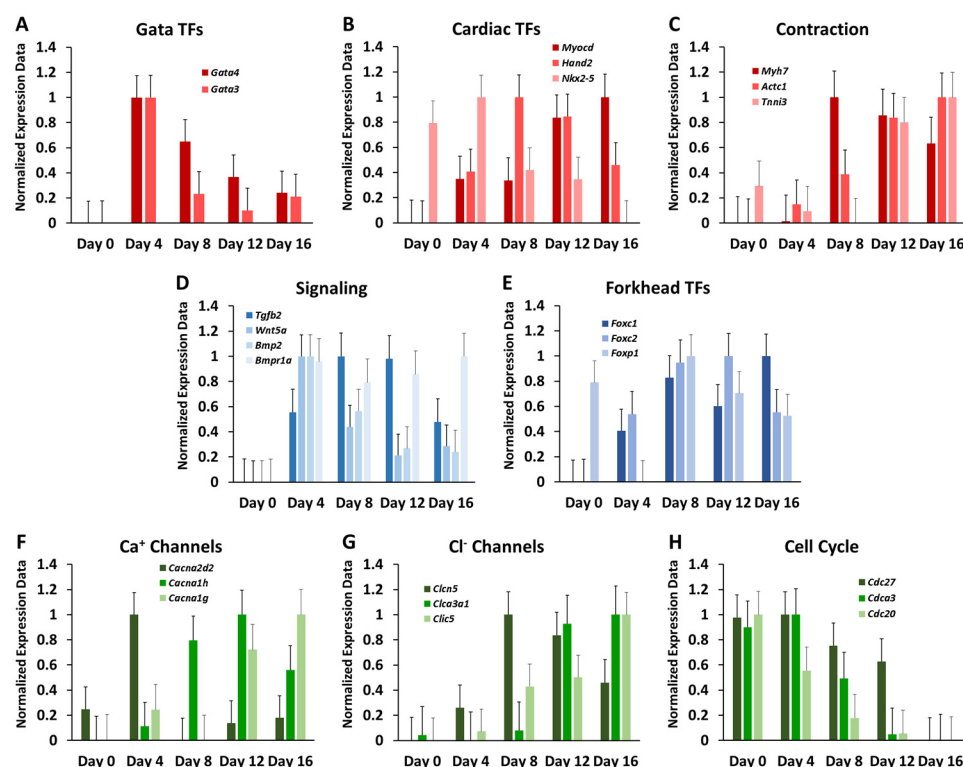 A
Gata TFs
Normalized Expression Data
1.4
1.2
1
0.8
0.6
0.4
0.2
0
Gata4
Gata3
Day 0 Day 4 Day 8 Day 12 Day 16
B
Cardiac TFs
Normalized Expression Data
1.4
1.2
1
0.8
0.6
0.4
0.2
0
Myocd
Hand2
Nkx2-5
Day 0 Day 4 Day 8 Day 12 Day 16
C
Contraction
Normalized Expression Data
1.4
1.2
1
0.8
0.6
0.4
0.2
0
Myh7
Actc1
Tnni3
Day 0 Day 4 Day 8 Day 12 Day 16
D
Signaling
Normalized Expression Data
1.4
1.2
1
0.8
0.6
0.4
0.2
0
Tgfb2
Wnt5a
Bmp2
Bmpr1a
Day 0 Day 4 Day 8 Day 12 Day 16
E
Forkhead TFs
Normalized Expression Data
1.4
1.2
1
0.8
0.6
0.4
0.2
0
Foxc1
Foxc2
Foxp1
Day 0 Day 4 Day 8 Day 12 Day 16
F
Ca⁺ Channels
Normalized Expression Data
1.4
1.2
1
0.8
0.6
0.4
0.2
0
Cacna2d2
Cacna1h
Cacna1g
Day 0 Day 4 Day 8 Day 12 Day 16
G
Cl⁻ Channels
Normalized Expression Data
1.4
1.2
1
0.8
0.6
0.4
0.2
0
Clcn5
Clca3a1
Clic5
Day 0 Day 4 Day 8 Day 12 Day 16
H
Cell Cycle
Normalized Expression Data
1.4
1.2
1
0.8
0.6
0.4
0.2
0
Cdc27
Cdca3
Cdc20
Day 0 Day 4 Day 8 Day 12 Day 16